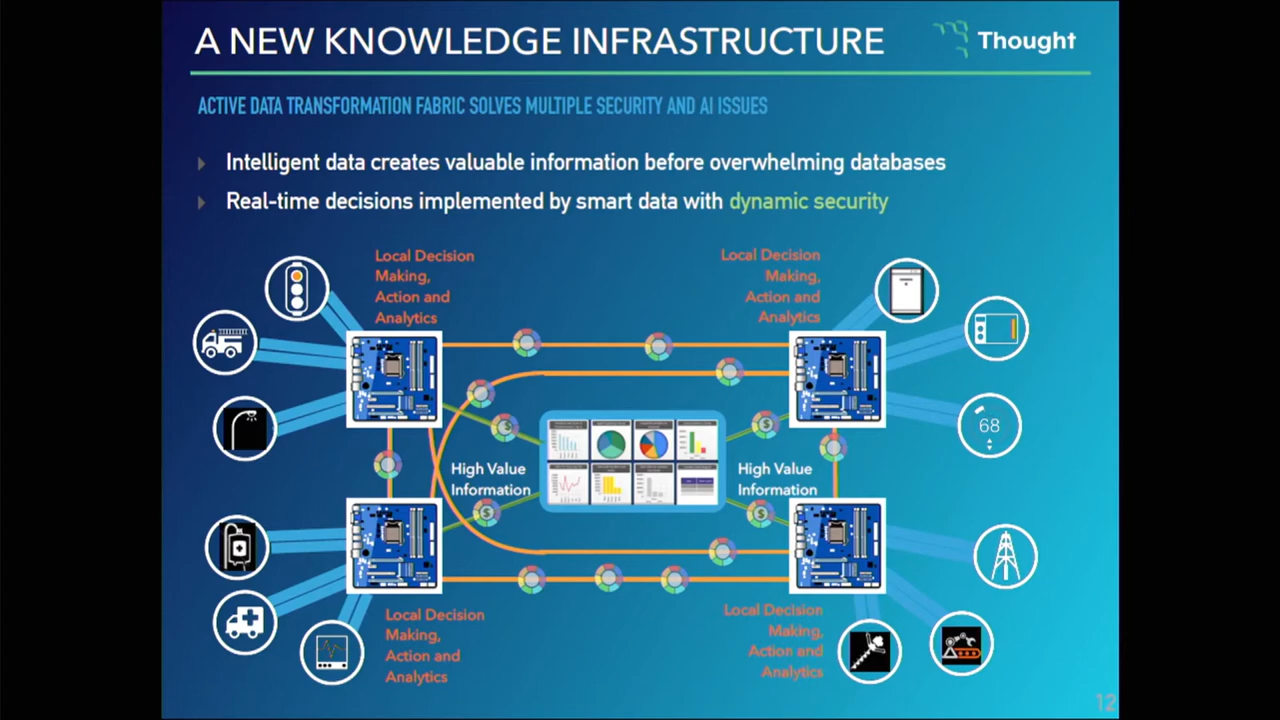 A NEW KNOWLEDGE INFRASTRUCTURE
Thought
ACTIVE DATA TRANSFORMATION FABRIC SOLVES MULTIPLE SECURITY AND AI ISSUES
Intelligent data creates valuable information before overwhelming databases
Real-time decisions implemented by smart data with dynamic security
Local Decision
Making,
Action and
Analytics
Local Decision
Making,
Action and
Analytics
68
$
$
High Value
Information
High Value
Information
$
$
Local Decision
Making,
Action and
Analytics
Local Decision
Making,
Action and
Analytics
12